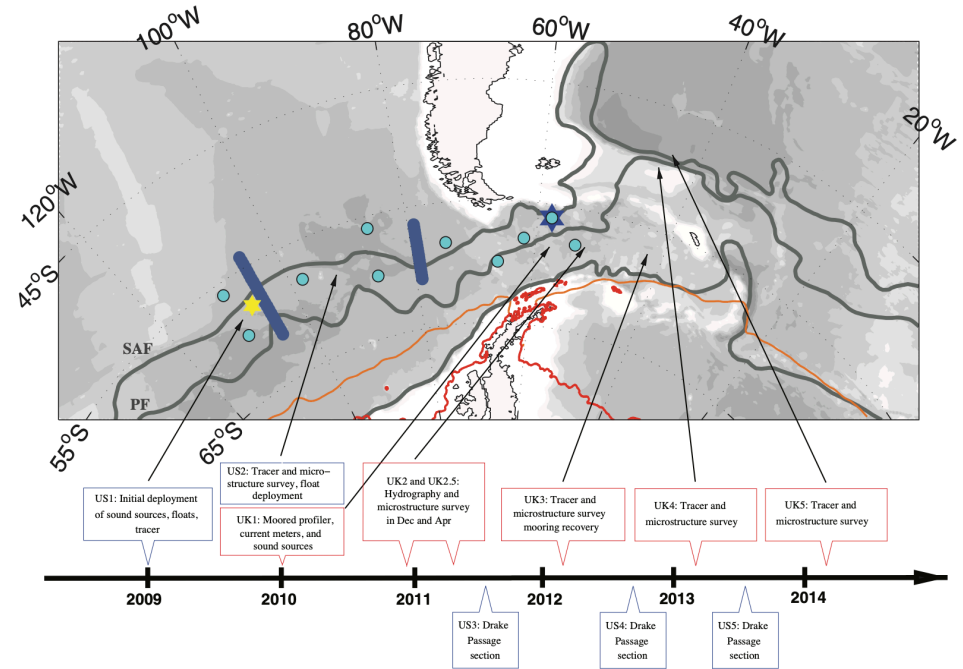 100°W
80°W
60°W
40°W
20°W
120°W
45°S
SAF
PF
55°S
65°S
US1: Initial deployment
of sound sources, floats,
tracer
US2: Tracer and micro–
structure survey, float
deployment
UK1: Moored profiler,
current meters, and
sound sources
UK2 and UK2.5:
Hydrography and
microstructure survey
in Dec and Apr
UK3: Tracer and
microstructure survey
mooring recovery
UK4: Tracer and
microstructure survey
UK5: Tracer and
microstructure survey
2009
2010
2011
2012
2013
2014
US3: Drake
Passage
section
US4: Drake
Passage
section
US5: Drake
Passage
section